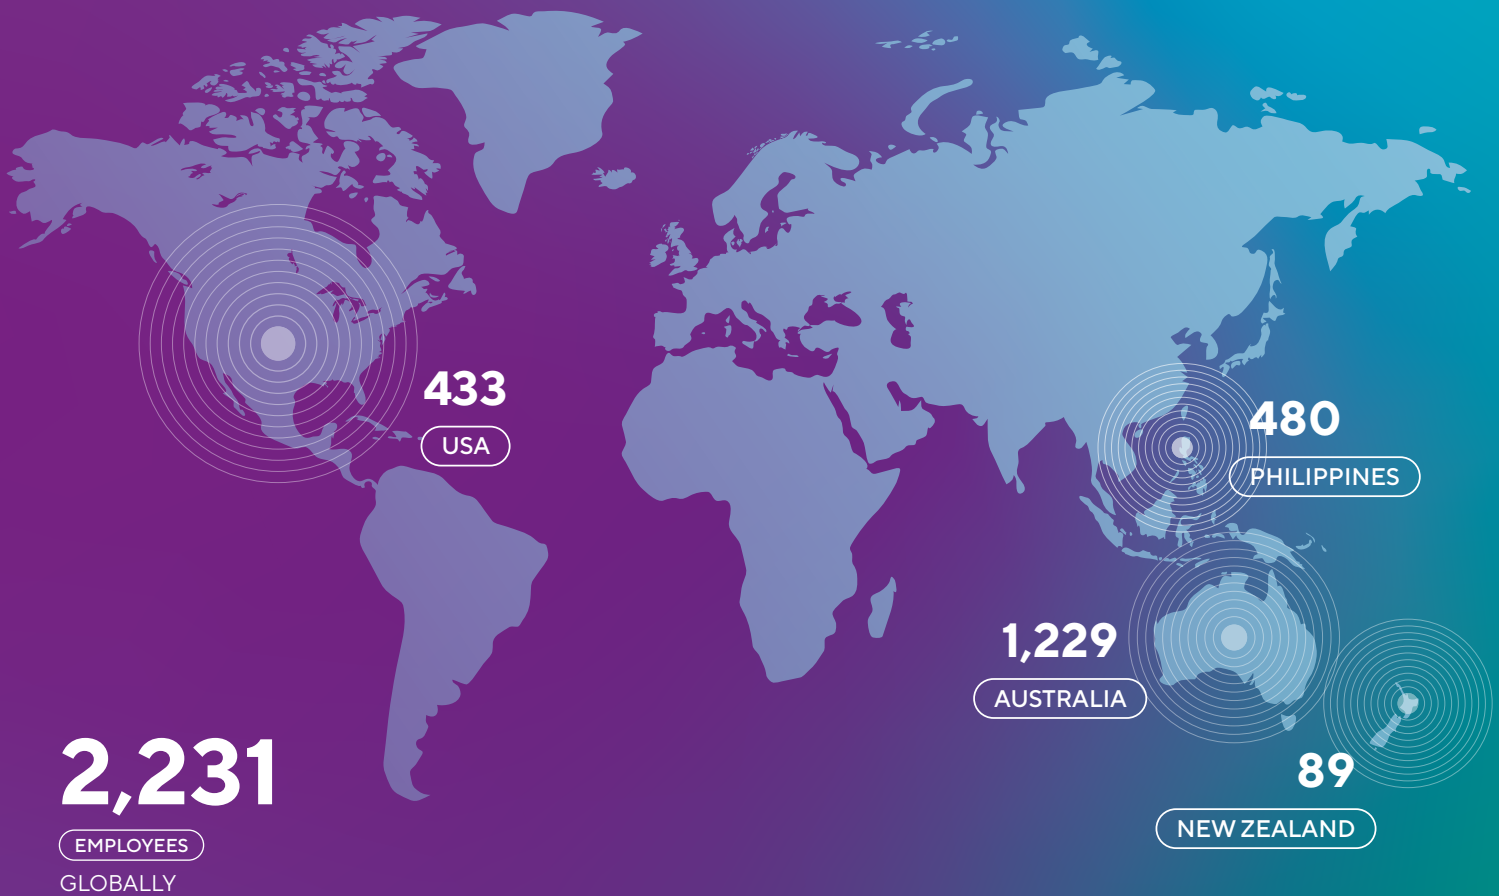 433
USA
480
PHILIPPINES
1,229
AUSTRALIA
89
NEW ZEALAND
2,231
EMPLOYEES
GLOBALLY